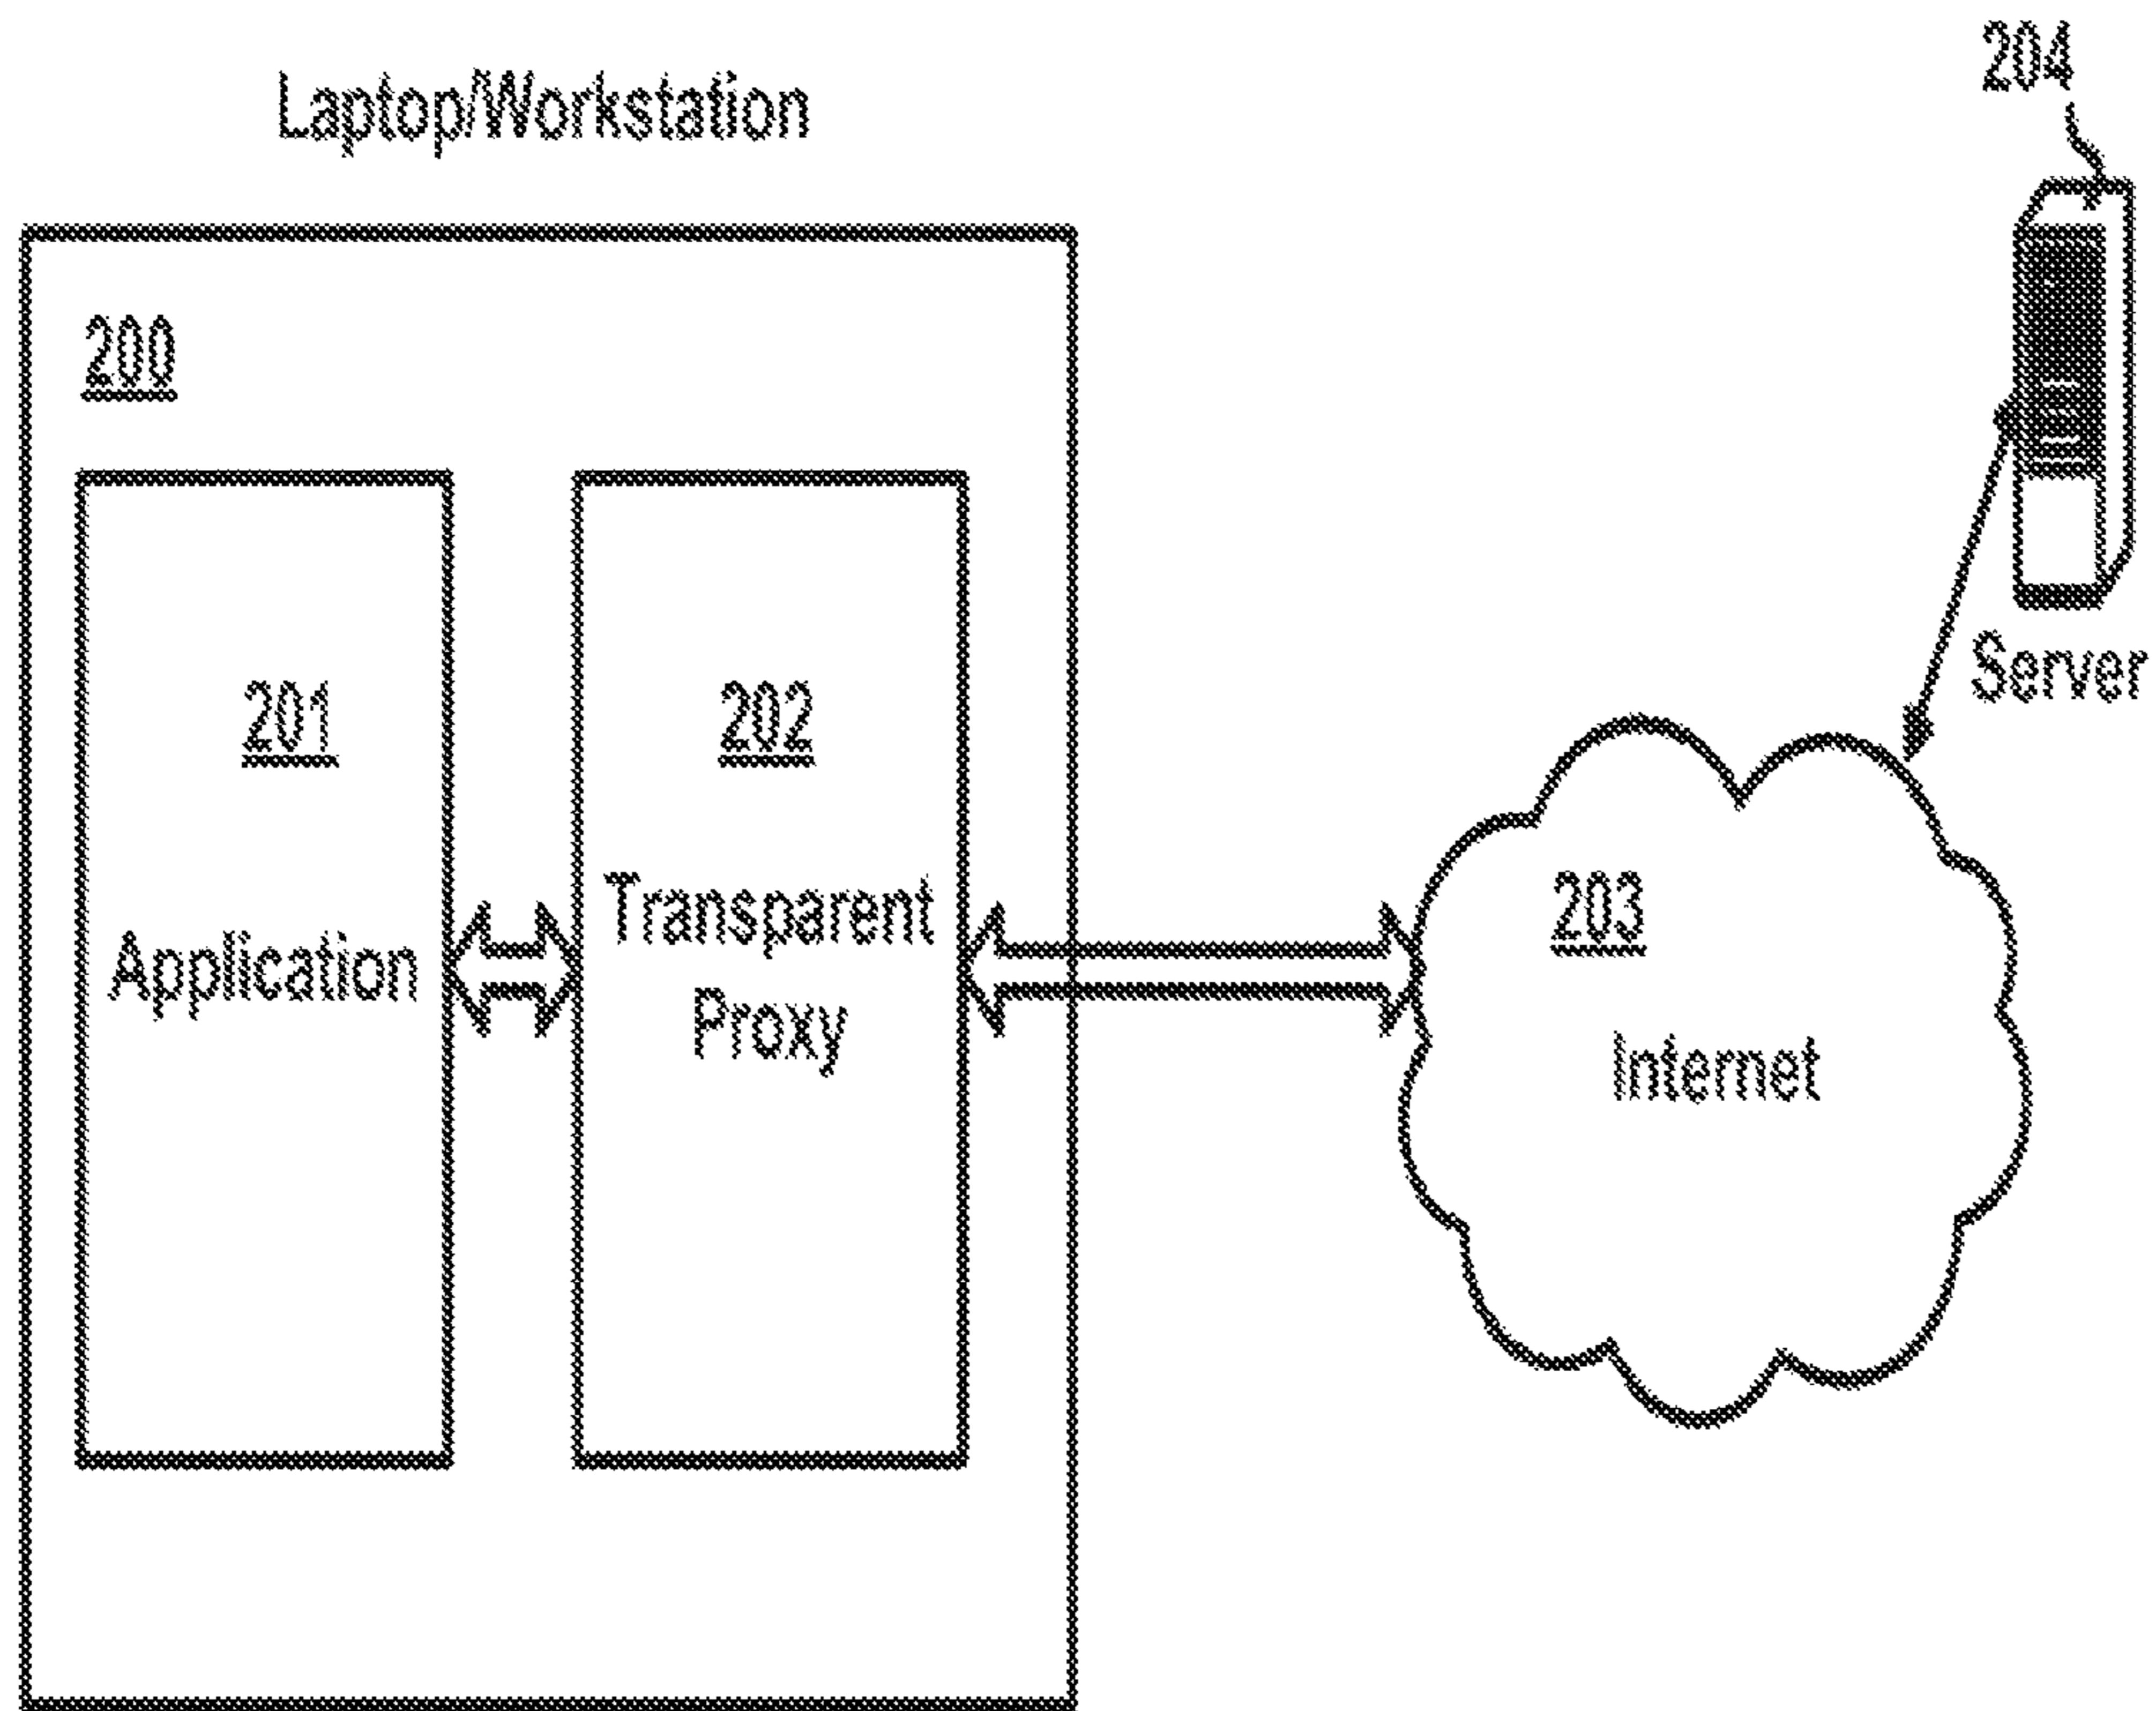 204
Laptop/Workstation
200
Server
201
202
Transparent
Proxy
Application
203
Internet